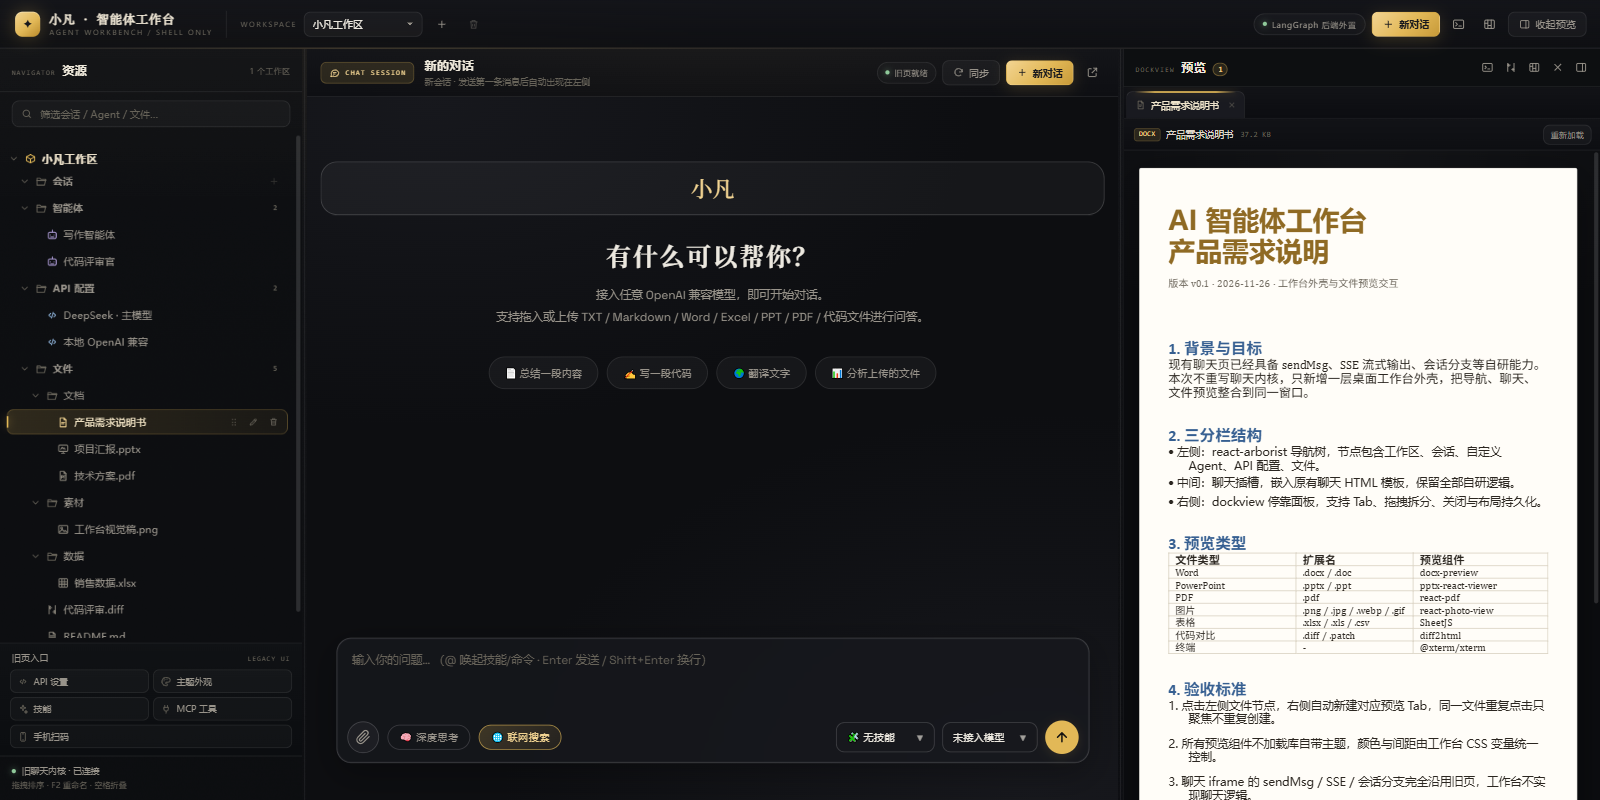 小凡 · 智能体工作台
AGENT WORKBENCH / SHELL ONLY
WORKSPACE
小凡工作区
LangGraph 后端外置
新对话
收起预览
NAVIGATOR 资源
1 个工作区
筛选会话 / Agent / 文件...
小凡工作区
会话
智能体 2
写作智能体
代码评审官
API 配置 2
DeepSeek · 主模型
本地 OpenAI 兼容
文件 5
文档
产品需求说明书
项目汇报.pptx
技术方案.pdf
素材
工作台视觉稿.png
数据
销售数据.xlsx
代码评审.diff
README.md
旧页入口
LEGACY UI
API 设置
主题外观
技能
MCP 工具
手机扫码
旧聊天内核 · 已连接
拖拽排序 · F2 重命名 · 空格折叠
CHAT SESSION
新的对话
新会话 · 发送第一条消息后自动出现在左侧
旧页就绪
同步
新对话
小凡
有什么可以帮你?
接入任意 OpenAI 兼容模型，即可开始对话。
支持拖入或上传 TXT / Markdown / Word / Excel / PPT / PDF / 代码文件进行问答。
总结一段内容
写一段代码
翻译文字
分析上传的文件
输入你的问题... （@ 唤起技能/命令 · Enter 发送 / Shift+Enter 换行）
深度思考
联网搜索
无技能
未接入模型
DOCKVIEW 预览 1
产品需求说明书
DOCX 产品需求说明书 37.2 KB
重新加载
AI 智能体工作台
产品需求说明
版本 v0.1 · 2026-11-26 · 工作台外壳与文件预览交互
1. 背景与目标
现有聊天页已经具备 sendMsg、SSE 流式输出、会话分支等自研能力。
本次不重写聊天内核，只新增一层桌面工作台外壳，把导航、聊天、
文件预览整合到同一窗口。
2. 三分栏结构
• 左侧：react-arborist 导航树，节点包含工作区、会话、自定义
Agent、API 配置、文件。
• 中间：聊天插槽，嵌入原有聊天 HTML 模板，保留全部自研逻辑。
• 右侧：dockview 停靠面板，支持 Tab、拖拽拆分、关闭与布局持久化。
3. 预览类型
文件类型 扩展名 预览组件
Word .docx / .doc docx-preview
PowerPoint .pptx / .ppt pptx-react-viewer
PDF .pdf react-pdf
图片 .png / .jpg / .webp / .gif react-photo-view
表格 .xlsx / .xls / .csv SheetJS
代码对比 .diff / .patch diff2html
终端 - @xterm/xterm
4. 验收标准
1. 点击左侧文件节点，右侧自动新建对应预览 Tab，同一文件重复点击只
聚焦不重复创建。
2. 所有预览组件不加载库自带主题，颜色与间距由工作台 CSS 变量统一
控制。
3. 聊天 iframe 的 sendMsg / SSE / 会话分支完全沿用旧页，工作台不实
现聊天逻辑。